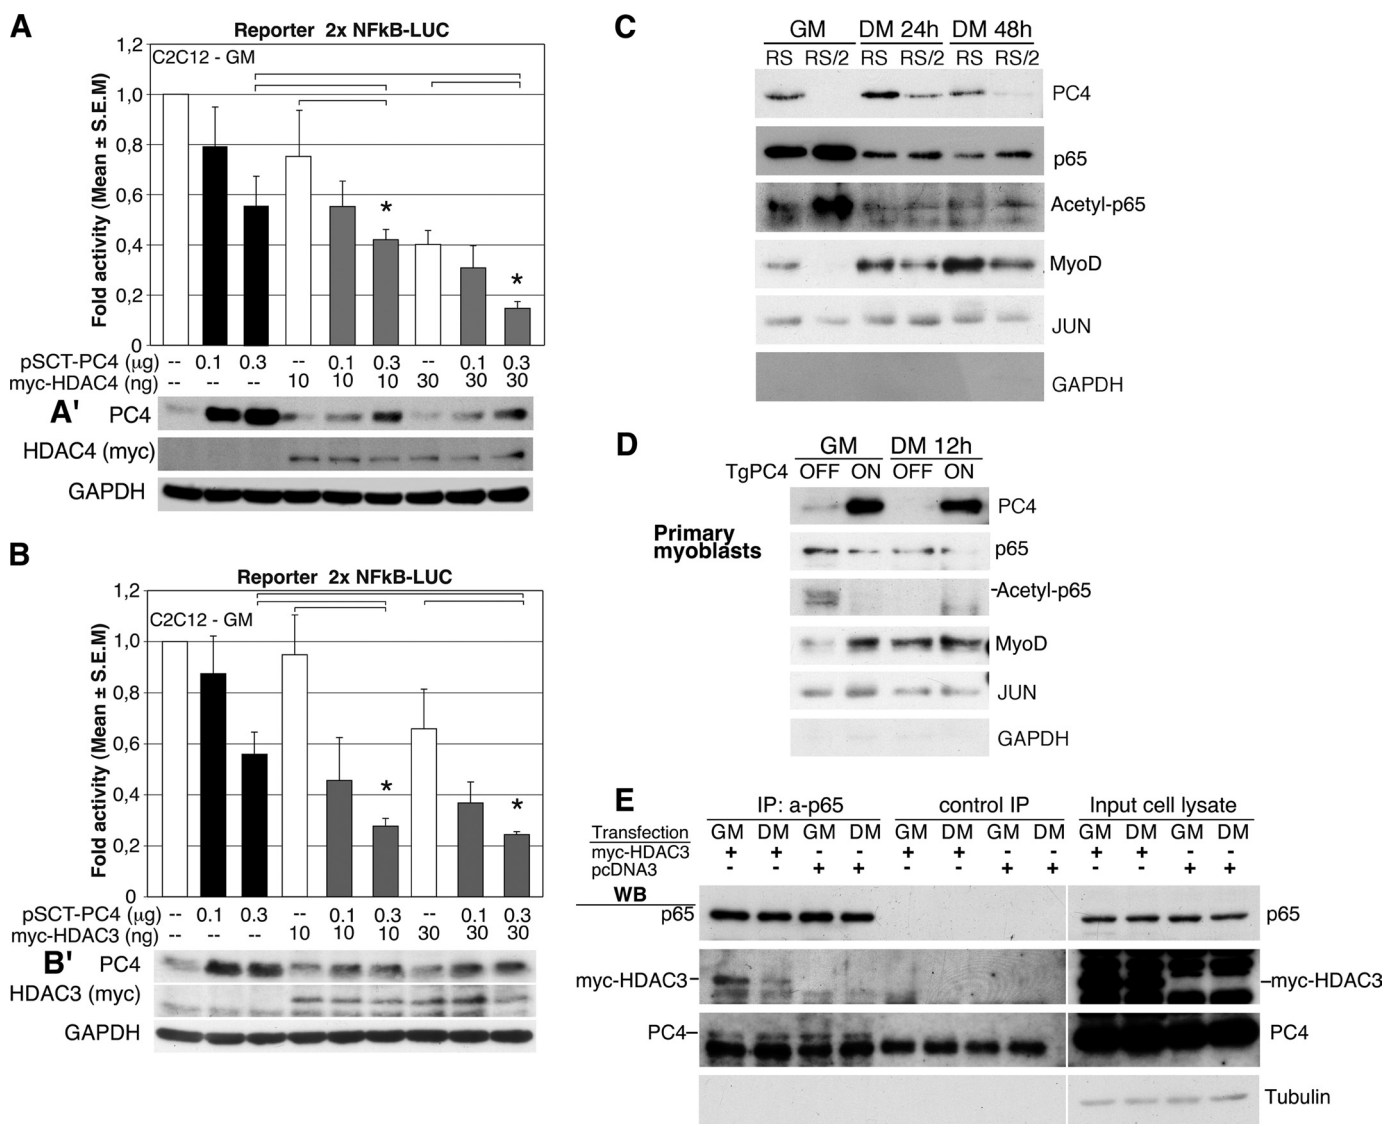 A
Reporter 2x NFkB-LUC
C2C12 - GM
Fold activity (Mean ± S.E.M)
1,2
1,0
0,8
0,6
0,4
0,2
0
* *
pSCT-PC4 (µg) -- 0.1 0.3 -- 0.1 0.3 -- 0.1 0.3
myc-HDAC4 (ng) -- -- -- 10 10 10 30 30 30
A'
PC4
HDAC4 (myc)
GAPDH
B
Reporter 2x NFkB-LUC
C2C12 - GM
Fold activity (Mean ± S.E.M)
1,2
1,0
0,8
0,6
0,4
0,2
0
* *
pSCT-PC4 (µg) -- 0.1 0.3 -- 0.1 0.3 -- 0.1 0.3
myc-HDAC3 (ng) -- -- -- 10 10 10 30 30 30
B'
PC4
HDAC3 (myc)
GAPDH
C
GM DM 24h DM 48h
RS RS/2 RS RS/2 RS RS/2
PC4
p65
Acetyl-p65
MyoD
JUN
GAPDH
D
GM DM 12h
TgPC4 OFF ON OFF ON
Primary
myoblasts
PC4
p65
-Acetyl-p65
MyoD
JUN
GAPDH
E
IP: a-p65 control IP Input cell lysate
Transfection GM DM GM DM GM DM GM DM GM DM GM DM
myc-HDAC3 + + - - + + - - + + - -
pcDNA3 - - + + - - + + - - + +
WB
p65 p65
myc-HDAC3– –myc-HDAC3
PC4– PC4
Tubulin